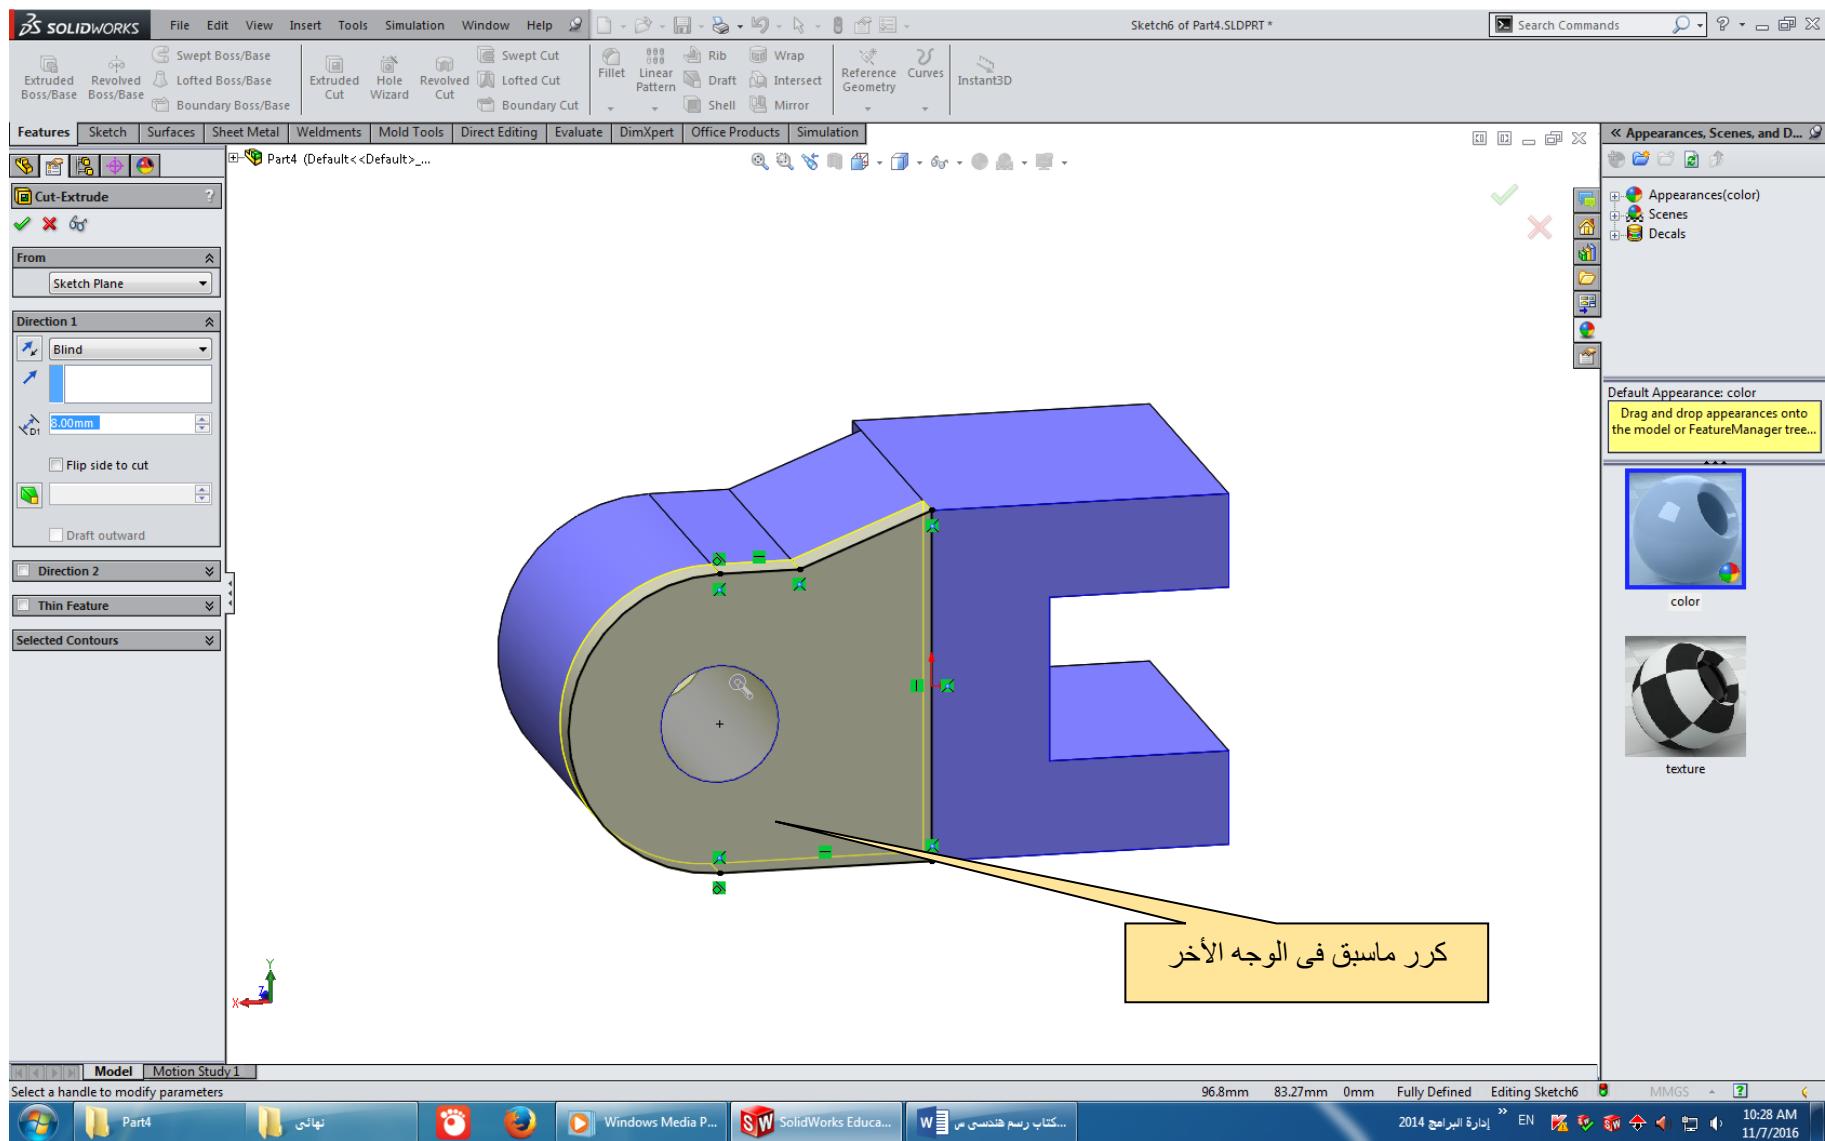 SOLIDWORKS File Edit View Insert Tools Simulation Window Help Sketch6 of Part4.SLDPRT * Search Commands
Extruded Boss/Base
Revolved Boss/Base
Swept Boss/Base
Lofted Boss/Base
Boundary Boss/Base
Extruded Cut
Hole Wizard
Revolved Cut
Swept Cut
Lofted Cut
Boundary Cut
Fillet
Linear Pattern
Rib
Draft
Shell
Wrap
Intersect
Mirror
Reference Geometry
Curves
Instant3D
Features Sketch Surfaces Sheet Metal Weldments Mold Tools Direct Editing Evaluate DimXpert Office Products Simulation
Part4 (Default<<Default>_...
Cut-Extrude ?
From
Sketch Plane
Direction 1
Blind
D1
8.00mm
Flip side to cut
Draft outward
Direction 2
Thin Feature
Selected Contours
Y
Z
X
كرر ماسبق فى الوجه الأخر
« Appearances, Scenes, and D...
Appearances(color)
Scenes
Decals
Default Appearance: color
Drag and drop appearances onto
the model or FeatureManager tree...
color
texture
Model Motion Study 1
Select a handle to modify parameters 96.8mm 83.27mm 0mm Fully Defined Editing Sketch6 MMGS
Part4
نهائى
Windows Media P...
SolidWorks Educa...
كتاب رسم هندسى س...
إدارة البرامج 2014
EN
10:28 AM
11/7/2016